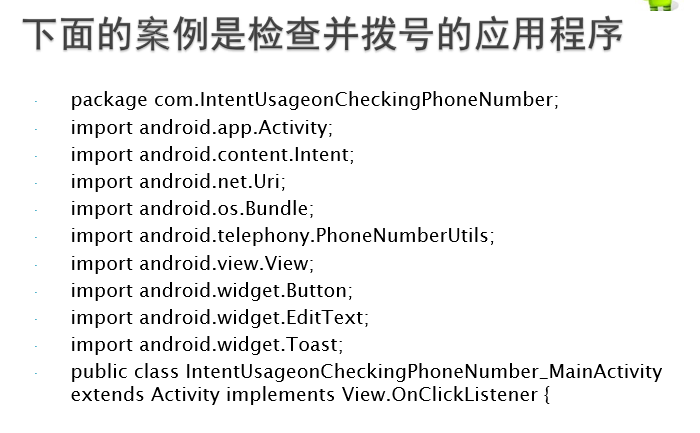 下面的案例是检查并拨号的应用程序
package com.IntentUsageonCheckingPhoneNumber;
import android.app.Activity;
import android.content.Intent;
import android.net.Uri;
import android.os.Bundle;
import android.telephony.PhoneNumberUtils;
import android.view.View;
import android.widget.Button;
import android.widget.EditText;
import android.widget.Toast;
public class IntentUsageonCheckingPhoneNumber_MainActivity
extends Activity implements View.OnClickListener {